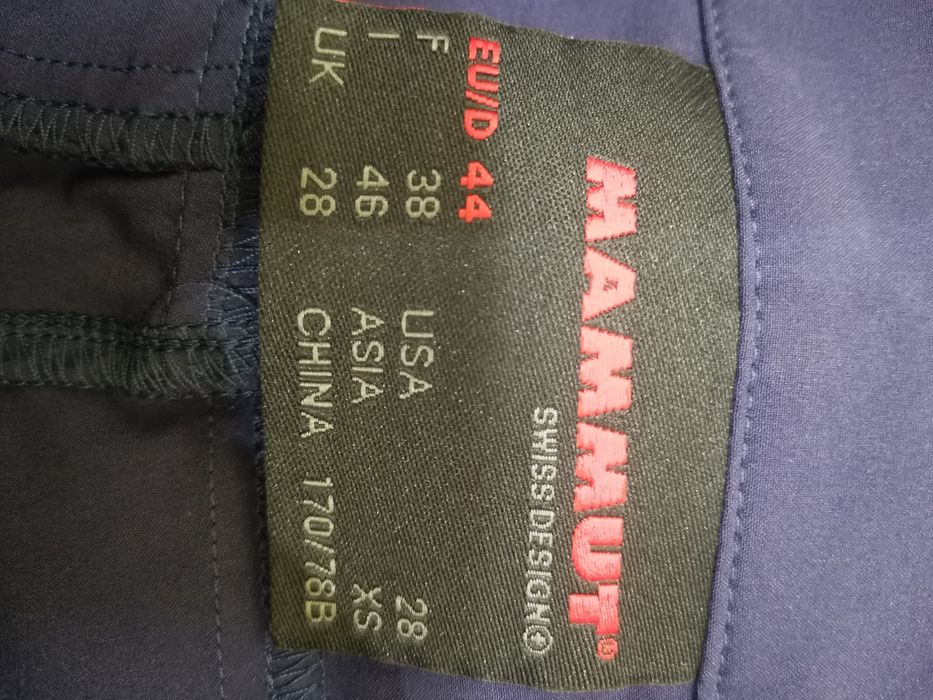 MAMMUT®
SWISS DESIGN
EU/D 44
F 38 USA 28
I 46 ASIA XS
UK 28 CHINA 170/78B